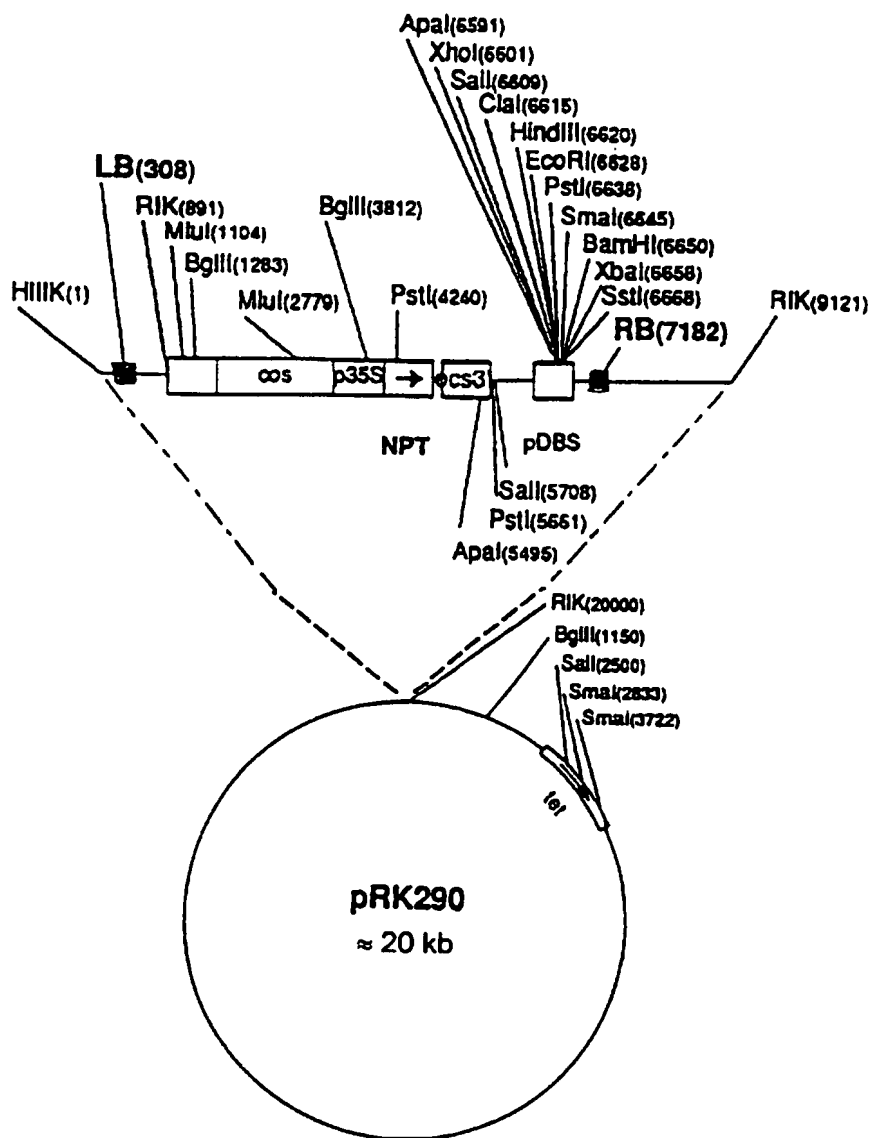 ApaI(6591)
XhoI(6601)
SalI(6609)
ClaI(6615)
HindIII(6620)
EcoRI(6628)
PstI(6638)
SmaI(6645)
BamHI(6650)
XbaI(6658)
SstI(6668)
LB(308)
RIK(891)
MluI(1104)
BglII(1283)
BglII(3812)
MluI(2779)
PstI(4240)
HIIIK(1)
RIK(9121)
RB(7182)
cos
p35S
cs3
NPT
pDBS
SalI(5708)
PstI(5661)
ApaI(5495)
RIK(20000)
BglII(1150)
SalI(2500)
SmaI(2833)
SmaI(3722)
tet
pRK290
≈ 20 kb